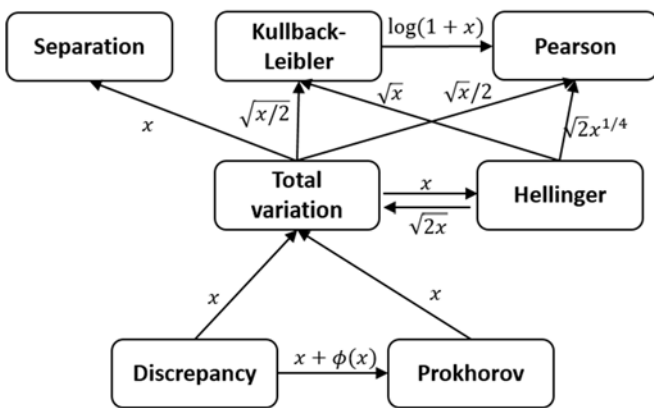 Separation
Kullback-
Leibler
log(1 + x)
Pearson
x
√x/2
√x
√x/2
√2x^{1/4}
Total
variation
x
√2x
Hellinger
x
x
Discrepancy
x + ϕ(x)
Prokhorov